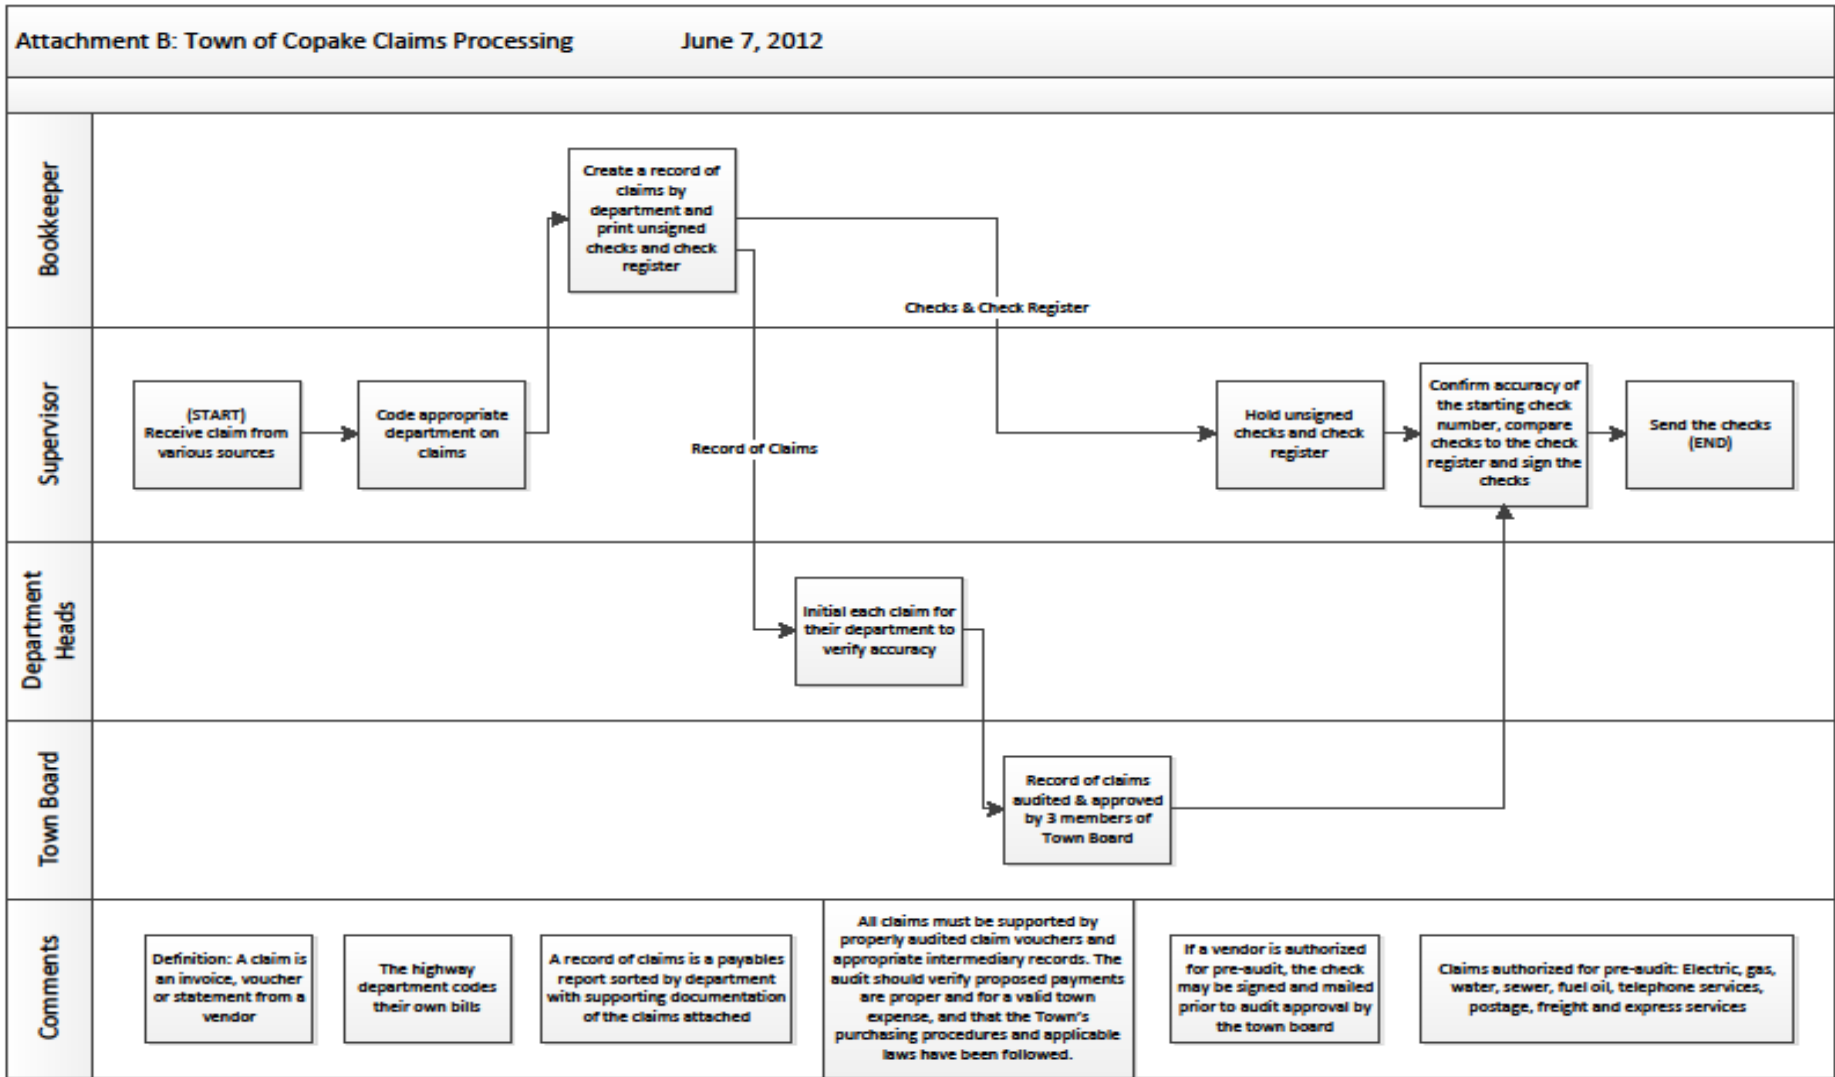 Attachment B: Town of Copake Claims Processing June 7, 2012
Bookkeeper
Create a record of
claims by
department and
print unsigned
checks and check
register
Checks & Check Register
Supervisor
(START)
Receive claim from
various sources
Code appropriate
department on
claims
Record of Claims
Hold unsigned
checks and check
register
Confirm accuracy of
the starting check
number, compare
checks to the check
register and sign the
checks
Send the checks
(END)
Department
Heads
Initial each claim for
their department to
verify accuracy
Town Board
Record of claims
audited & approved
by 3 members of
Town Board
Comments
Definition: A claim is
an invoice, voucher
or statement from a
vendor
The highway
department codes
their own bills
A record of claims is a payables
report sorted by department
with supporting documentation
of the claims attached
All claims must be supported by
properly audited claim vouchers and
appropriate intermediary records. The
audit should verify proposed payments
are proper and for a valid town
expense, and that the Town's
purchasing procedures and applicable
laws have been followed.
If a vendor is authorized
for pre-audit, the check
may be signed and mailed
prior to audit approval by
the town board
Claims authorized for pre-audit: Electric, gas,
water, sewer, fuel oil, telephone services,
postage, freight and express services